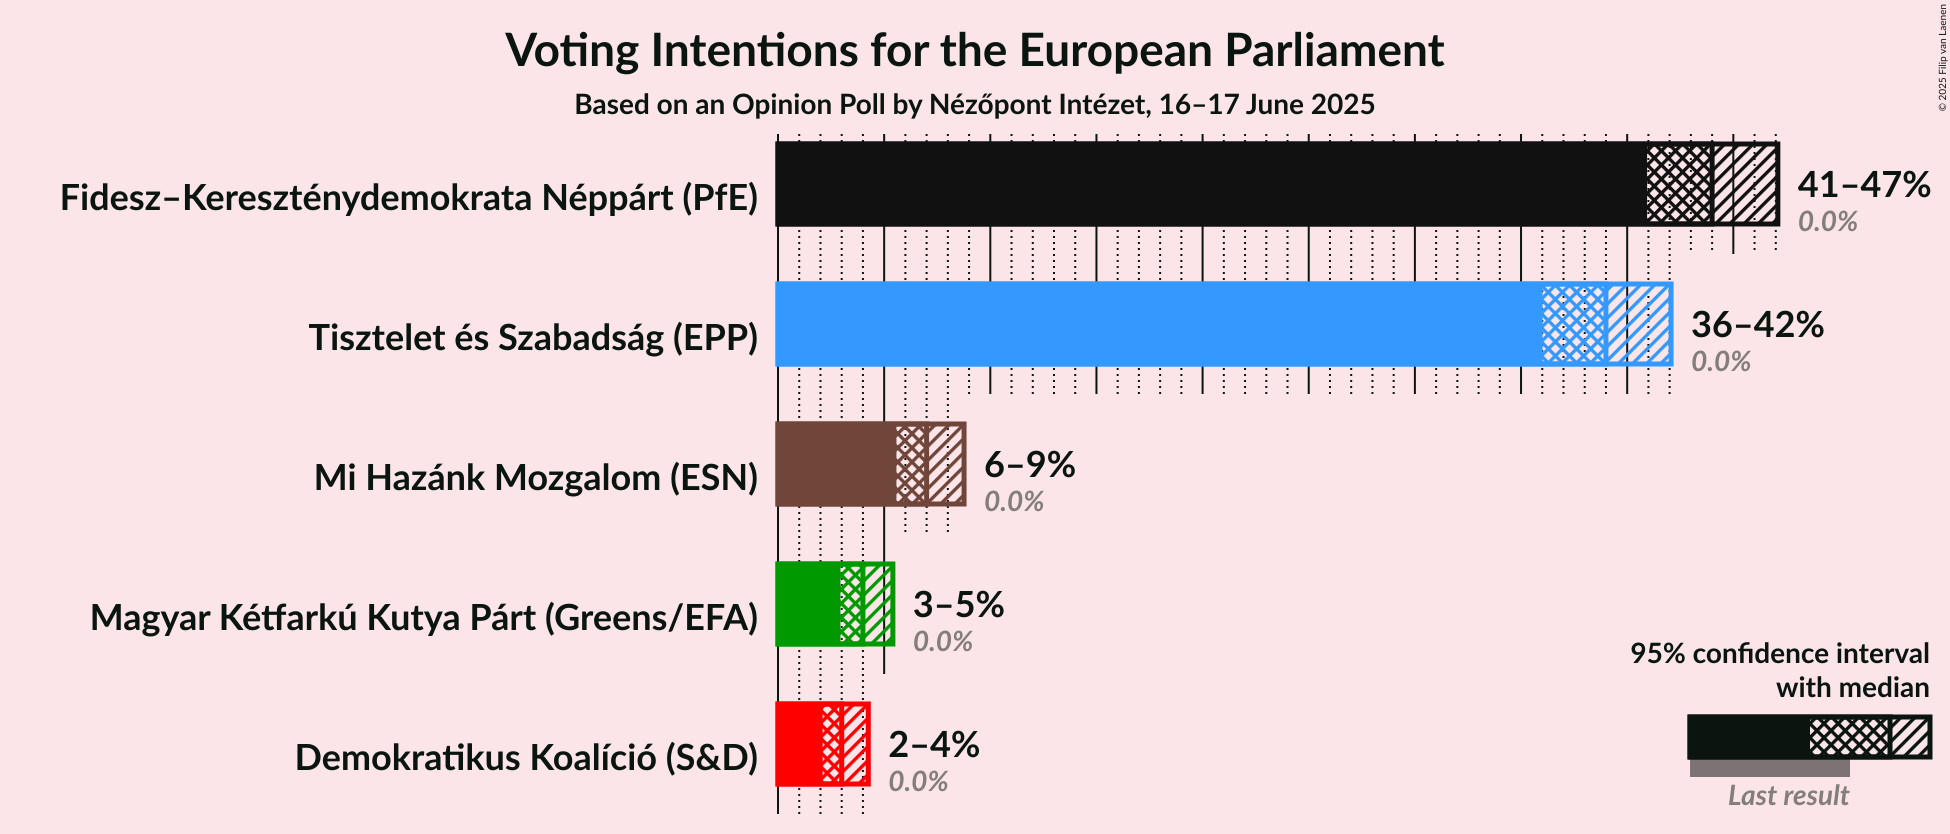 Voting Intentions for the European Parliament
Based on an Opinion Poll by Nézőpont Intézet, 16–17 June 2025
© 2025 Filip van Laenen
Fidesz–Kereszténydemokrata Néppárt (PfE)
41–47%
0.0%
Tisztelet és Szabadság (EPP)
36–42%
0.0%
Mi Hazánk Mozgalom (ESN)
6–9%
0.0%
Magyar Kétfarkú Kutya Párt (Greens/EFA)
3–5%
0.0%
Demokratikus Koalíció (S&D)
2–4%
0.0%
95% confidence interval
with median
Last result